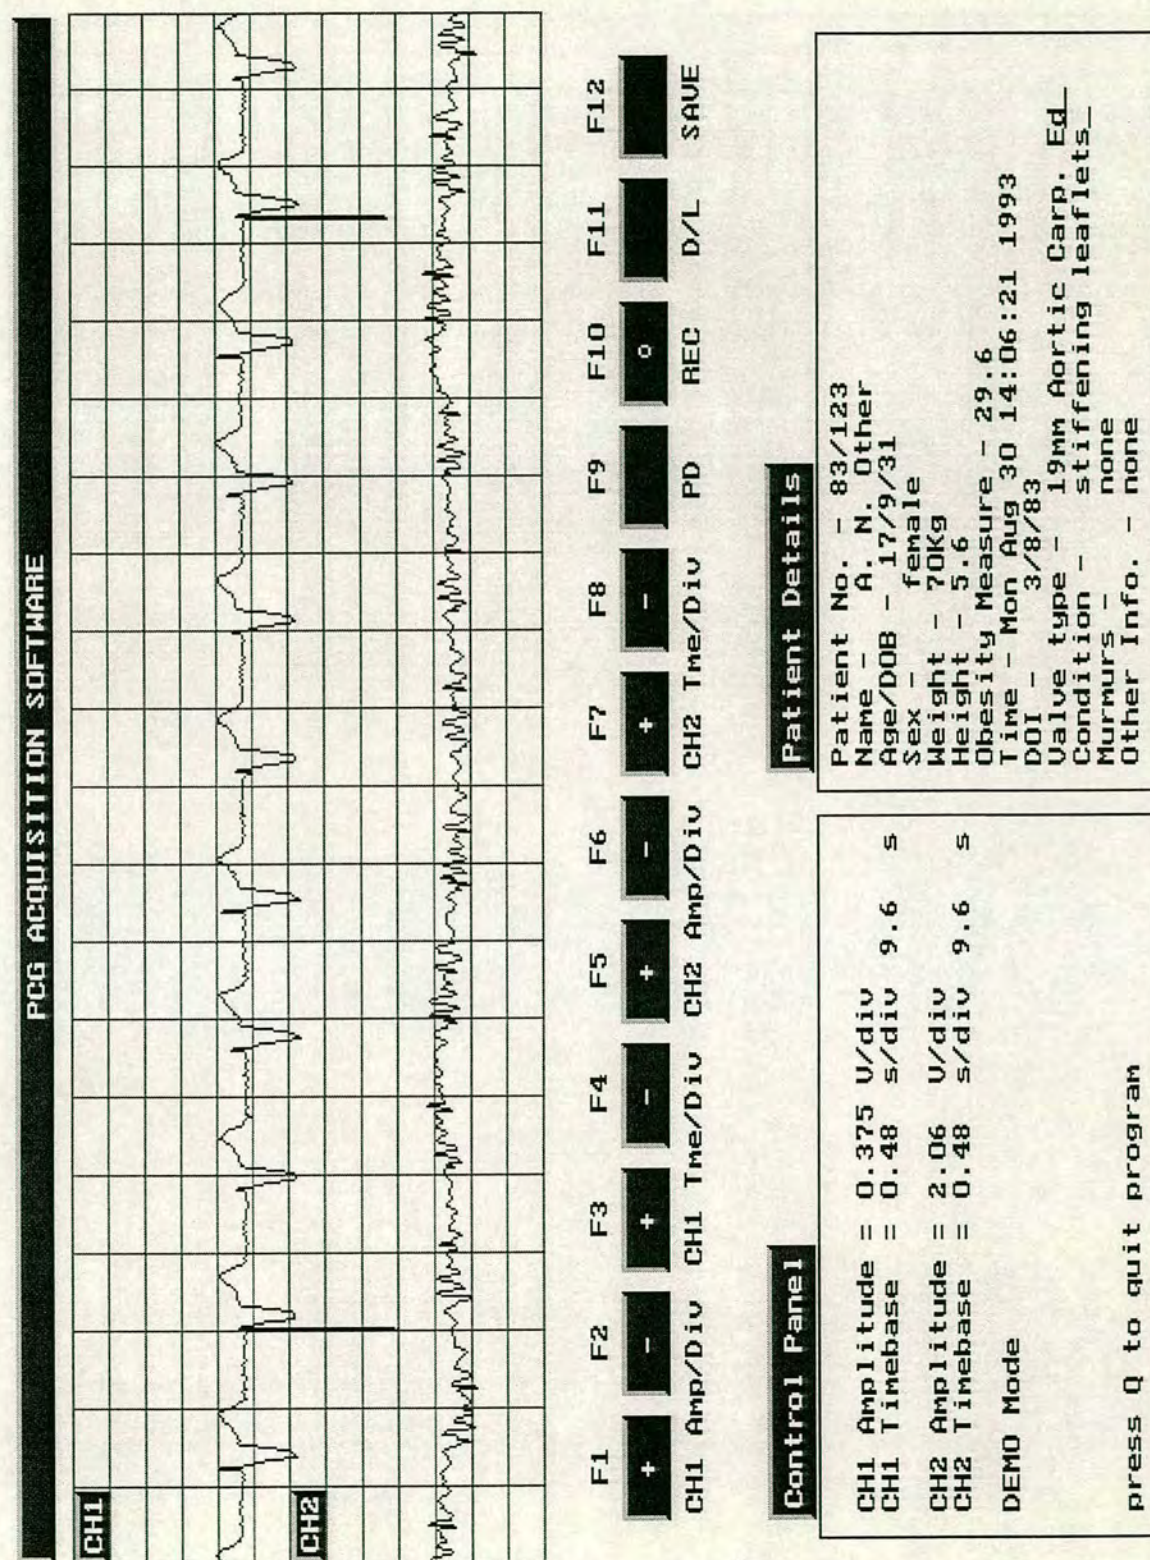 PCG ACQUISITION SOFTWARE
CH1
CH2
F1 F2 F3 F4 F5 F6 F7 F8 F9 F10 F11 F12
+ - + - + - + - o
CH1 Amp/Div CH1 Tme/Div CH2 Amp/Div CH2 Tme/Div PD REC D/L SAVE
Control Panel
CH1 Amplitude = 0.375 V/div
CH1 Timebase = 0.48 s/div 9.6 s
CH2 Amplitude = 2.06 V/div
CH2 Timebase = 0.48 s/div 9.6 s
DEMO Mode
press Q to quit program
Patient Details
Patient No. - 83/123
Name - A. N. Other
Age/DOB - 17/9/31
Sex - female
Weight - 70Kg
Height - 5.6
Obesity Measure - 29.6
Time - Mon Aug 30 14:06:21 1993
DOI - 3/8/83
Valve type - 19mm Aortic Carp. Ed_
Condition - stiffening leaflets_
Murmurs - none
Other Info. - none